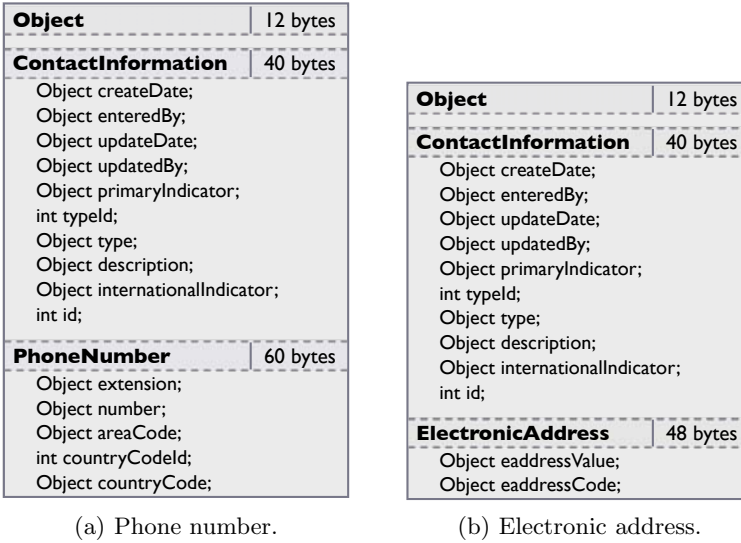 Object 12 bytes
ContactInformation 40 bytes
Object createDate;
Object enteredBy;
Object updateDate;
Object updatedBy;
Object primaryIndicator;
int typeId;
Object type;
Object description;
Object internationalIndicator;
int id;
PhoneNumber 60 bytes
Object extension;
Object number;
Object areaCode;
int countryCodeId;
Object countryCode;
(a) Phone number.
Object 12 bytes
ContactInformation 40 bytes
Object createDate;
Object enteredBy;
Object updateDate;
Object updatedBy;
Object primaryIndicator;
int typeId;
Object type;
Object description;
Object internationalIndicator;
int id;
ElectronicAddress 48 bytes
Object eaddressValue;
Object eaddressCode;
(b) Electronic address.